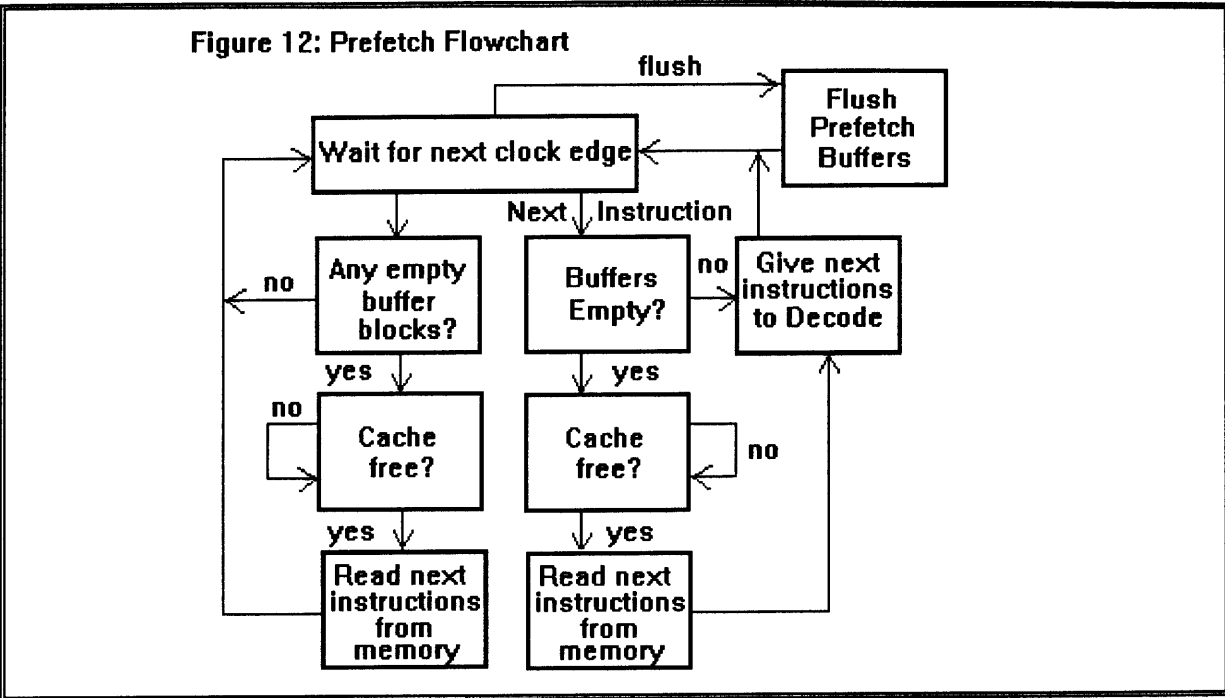 Figure 12: Prefetch Flowchart
flush
Flush
Prefetch
Buffers
Wait for next clock edge
Next Instruction
no
Any empty
buffer
blocks?
Buffers
Empty?
no
Give next
instructions
to Decode
yes
yes
no
Cache
free?
Cache
free?
no
yes
yes
Read next
instructions
from
memory
Read next
instructions
from
memory